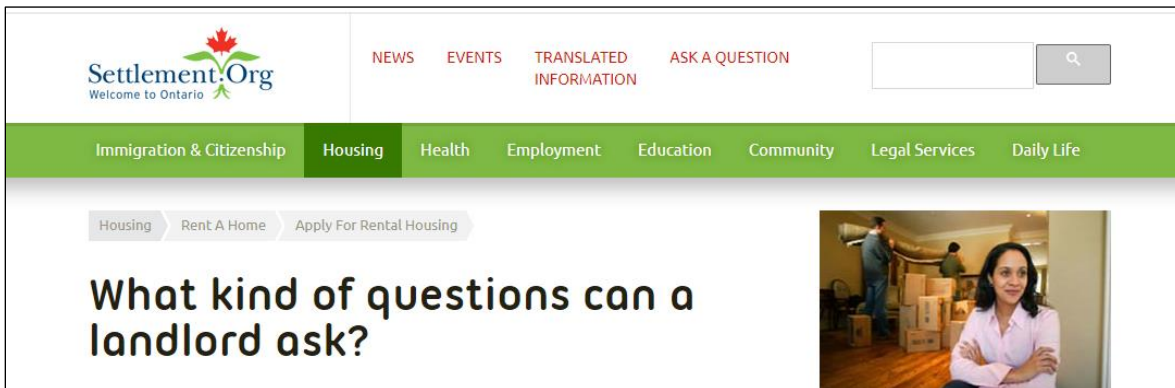 Settlement.Org
Welcome to Ontario
NEWS EVENTS TRANSLATED INFORMATION ASK A QUESTION
Immigration & Citizenship Housing Health Employment Education Community Legal Services Daily Life
Housing Rent A Home Apply For Rental Housing
What kind of questions can a
landlord ask?